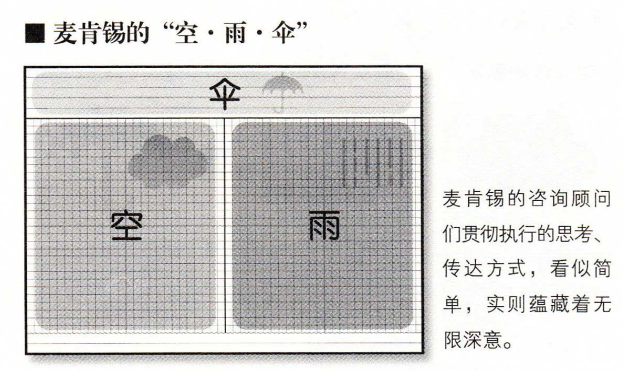 ■ 麦肯锡的“空·雨·伞”
伞
空
雨
麦肯锡的咨询顾问
们贯彻执行的思考、
传达方式，看似简
单，实则蕴藏着无
限深意。